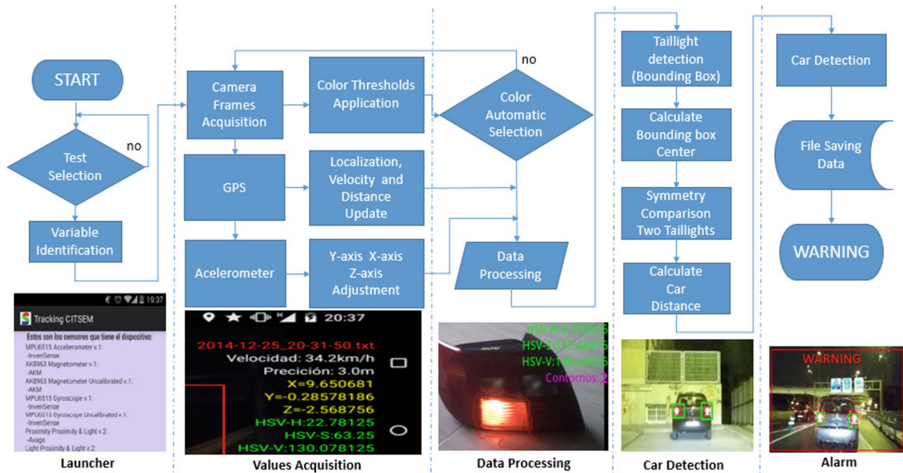 START
Test
Selection
no
Variable
Identification
Camera
Frames
Acquisition
Color Thresholds
Application
GPS
Localization,
Velocity and
Distance
Update
Acelerometer
Y-axis X-axis
Z-axis
Adjustment
no
Color
Automatic
Selection
Data
Processing
Taillight
detection
(Bounding Box)
Calculate
Bounding box
Center
Symmetry
Comparison
Two Taillights
Calculate
Car
Distance
Car Detection
File Saving
Data
WARNING
19:37
Tracking CITSEM
Estos son los sensores que tiene el dispositivo:
MPU6515 Accelerometer v.1:
-InvenSense
AK8963 Magnetometer v.1:
-AKM
AK8963 Magnetometer Uncalibrated v.1:
-AKM
MPU6515 Gyroscope v.1:
-InvenSense
MPU6515 Gyroscope Uncalibrated v.1:
-InvenSense
Proximity Proximity & Light v.2:
-Avago
Light Proximity & Light v.2:
20:37
2014-12-25_20-31-50.txt
Velocidad: 34.2km/h
Precición: 3.0m
X=9.650681
Y=-0.28578186
Z=-2.568756
HSV-H:22.78125
HSV-S:63.25
HSV-V:130.078125
Contornos:2
WARNING
Launcher
Values Acquisition
Data Processing
Car Detection
Alarm